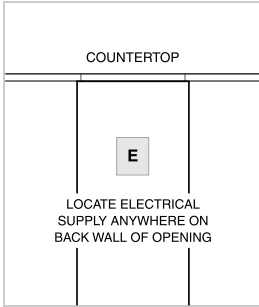 COUNTERTOP
E
LOCATE ELECTRICAL
SUPPLY ANYWHERE ON
BACK WALL OF OPENING